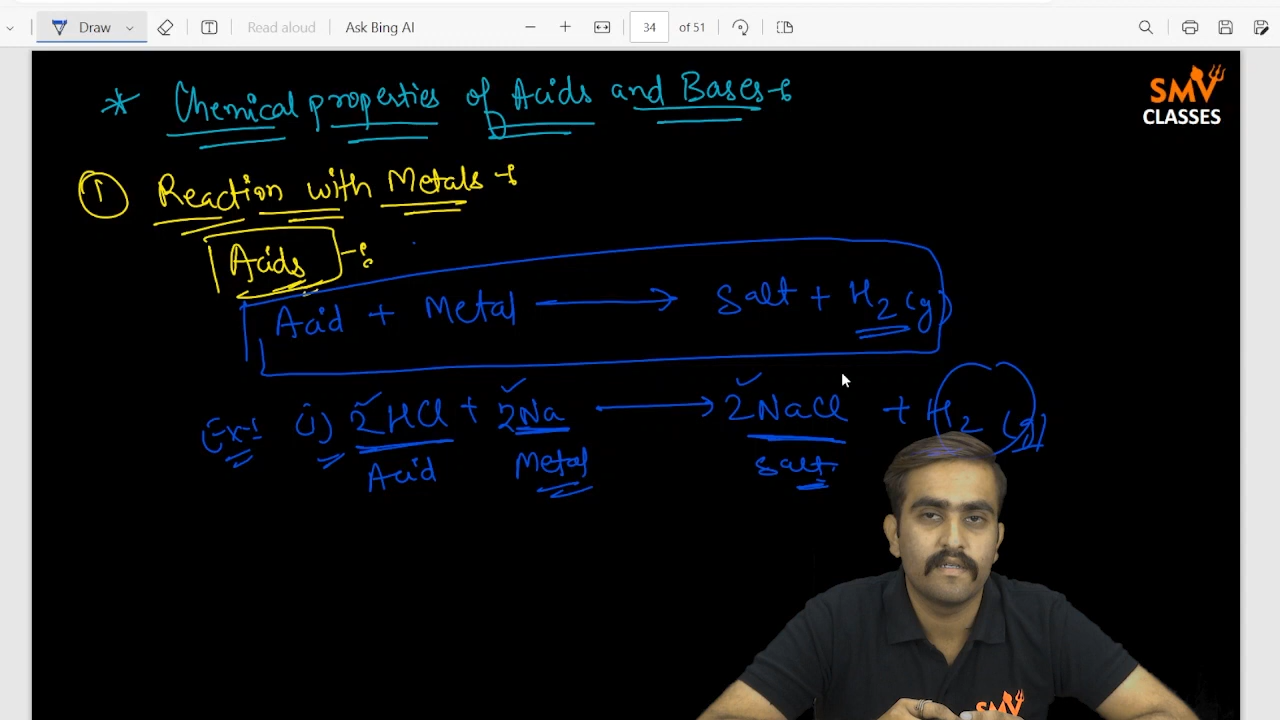 Draw
Read aloud
Ask Bing AI
34 of 51
SMV
CLASSES
* Chemical properties of Acids and Bases-:
① Reaction with Metals-:
Acids -:
Acid + Metal ⟶ Salt + H₂(g)
Ex-: (i) 2HCl + 2Na ⟶ 2NaCl + H₂ (g)
Acid Metal Salt.
SMV